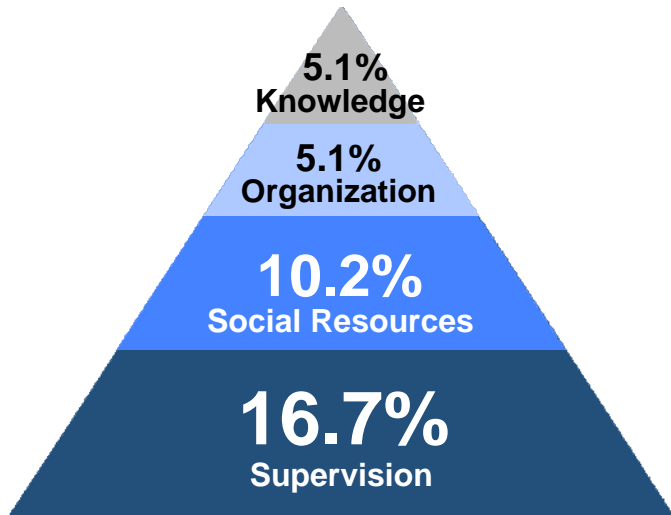 5.1%
Knowledge
5.1%
Organization
10.2%
Social Resources
16.7%
Supervision